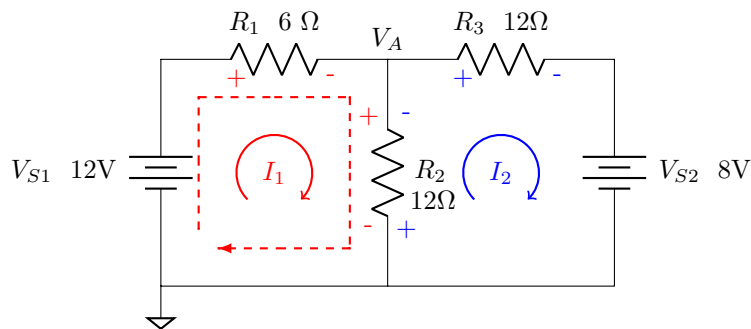 R1 6 Ω
VA
R3 12Ω
+ -
+ -
+ -
VS1 12V
I1
R2
12Ω
I2
VS2 8V
- +